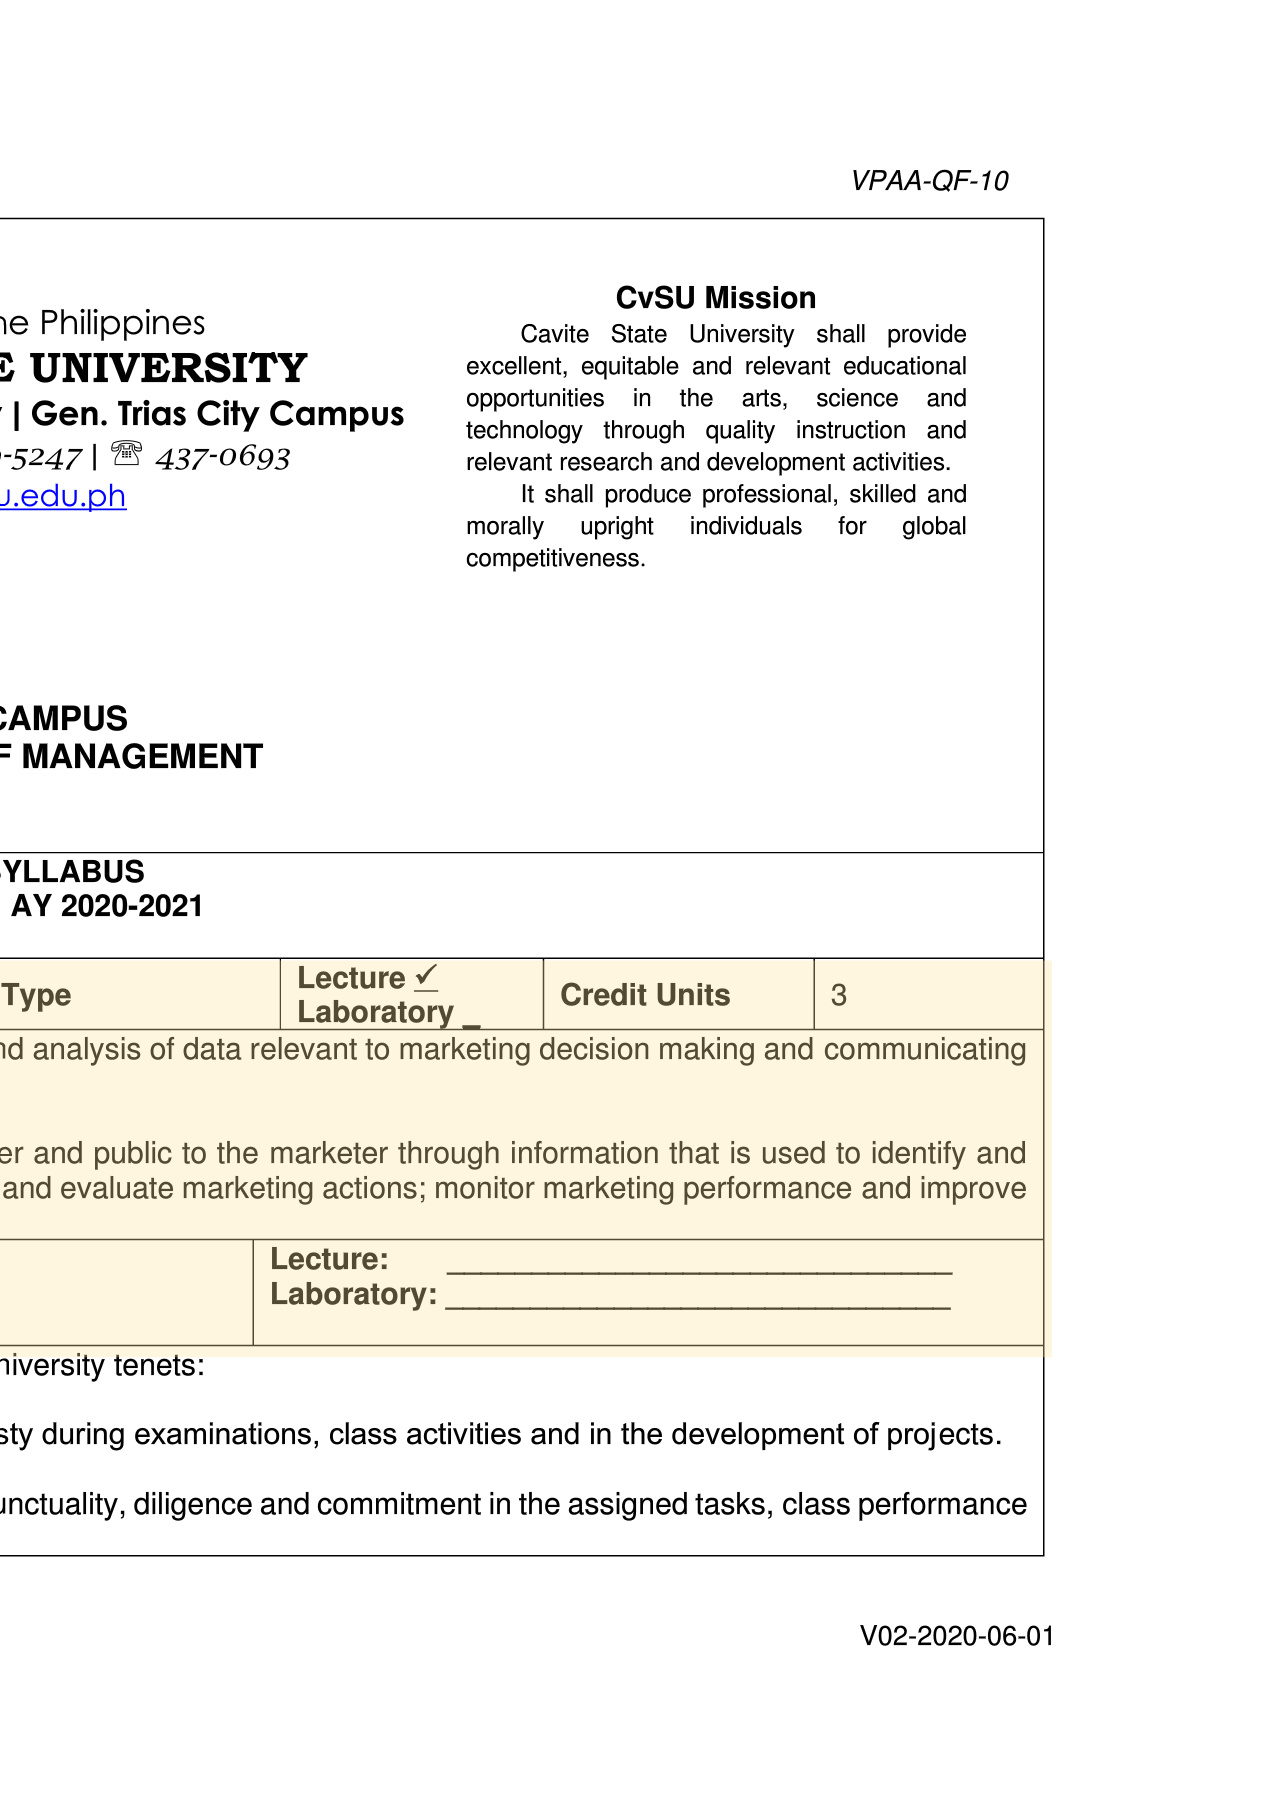 VPAA-QF-10
ne Philippines
E UNIVERSITY
| Gen. Trias City Campus
-5247 | ☏ 437-0693
u.edu.ph
CvSU Mission
Cavite State University shall provide
excellent, equitable and relevant educational
opportunities in the arts, science and
technology through quality instruction and
relevant research and development activities.
It shall produce professional, skilled and
morally upright individuals for global
competitiveness.
CAMPUS
F MANAGEMENT
SYLLABUS
AY 2020-2021
Type
Lecture ✓
Laboratory _
Credit Units
3
nd analysis of data relevant to marketing decision making and communicating
er and public to the marketer through information that is used to identify and
and evaluate marketing actions; monitor marketing performance and improve
Lecture: ______________________________
Laboratory: ______________________________
niversity tenets:
sty during examinations, class activities and in the development of projects.
unctuality, diligence and commitment in the assigned tasks, class performance
V02-2020-06-01